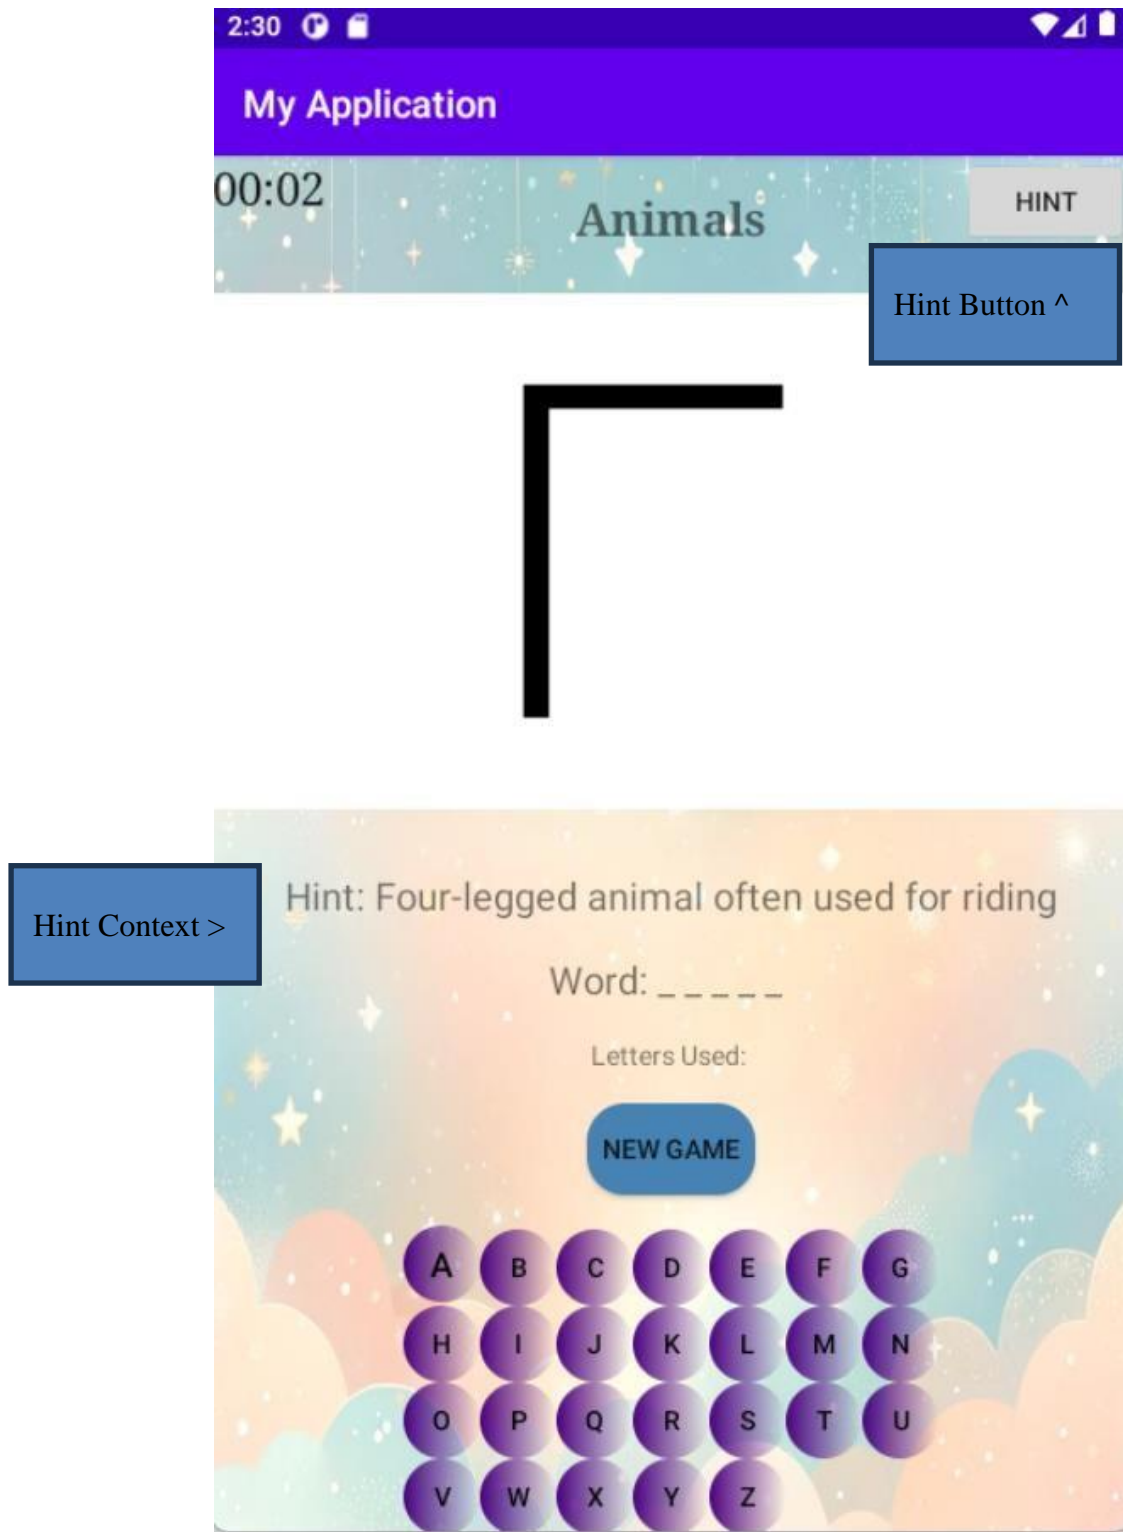 2:30
My Application
00:02
Animals
HINT
Hint Button ^
Hint Context >
Hint: Four-legged animal often used for riding
Word: _ _ _ _ _
Letters Used:
NEW GAME
A B C D E F G
H I J K L M N
O P Q R S T U
V W X Y Z